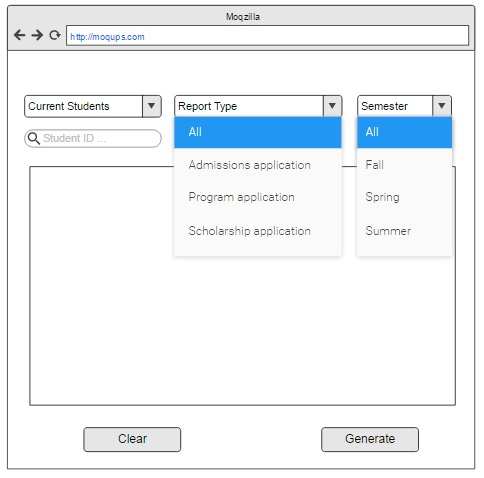 Moqzilla
http://moqups.com
Current Students
Report Type
Semester
Student ID ...
All
Admissions application
Program application
Scholarship application
All
Fall
Spring
Summer
Clear
Generate